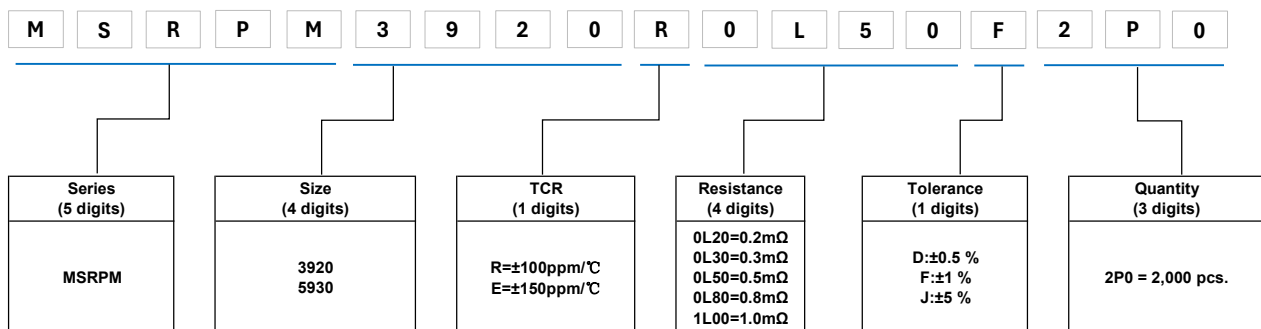 M S R P M 3 9 2 0 R 0 L 5 0 F 2 P 0
Series
(5 digits)
MSRPM
Size
(4 digits)
3920
5930
TCR
(1 digits)
R=±100ppm/℃
E=±150ppm/℃
Resistance
(4 digits)
0L20=0.2mΩ
0L30=0.3mΩ
0L50=0.5mΩ
0L80=0.8mΩ
1L00=1.0mΩ
Tolerance
(1 digits)
D:±0.5 %
F:±1 %
J:±5 %
Quantity
(3 digits)
2P0 = 2,000 pcs.